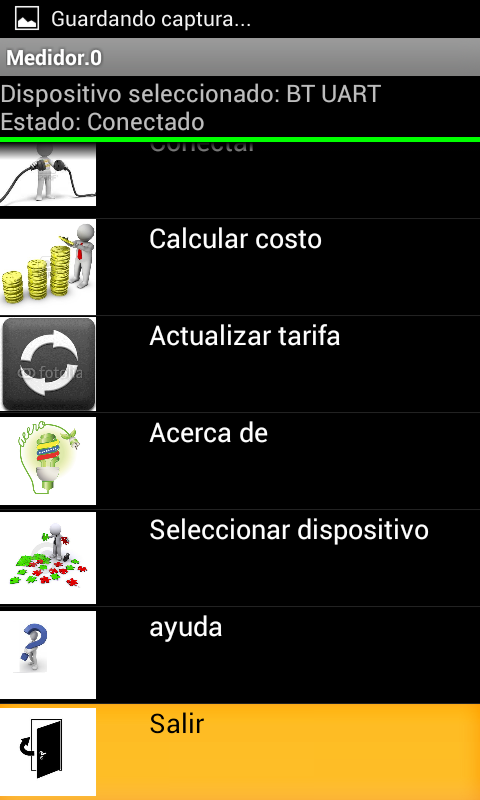 Guardando captura...
Medidor.0
Dispositivo seleccionado: BT UART
Estado: Conectado
Conectar
Calcular costo
Actualizar tarifa
fotolia
Acerca de
Seleccionar dispositivo
ayuda
Salir